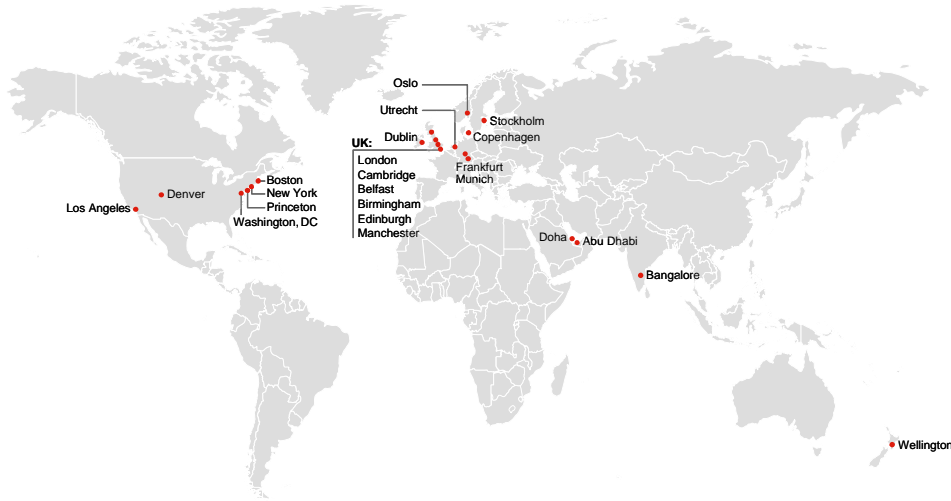 Oslo
Utrecht
Stockholm
Dublin
Copenhagen
UK:
London
Cambridge
Belfast
Birmingham
Edinburgh
Manchester
Frankfurt
Munich
Boston
Denver
New York
Los Angeles
Princeton
Washington, DC
Doha
Abu Dhabi
Bangalore
Wellington